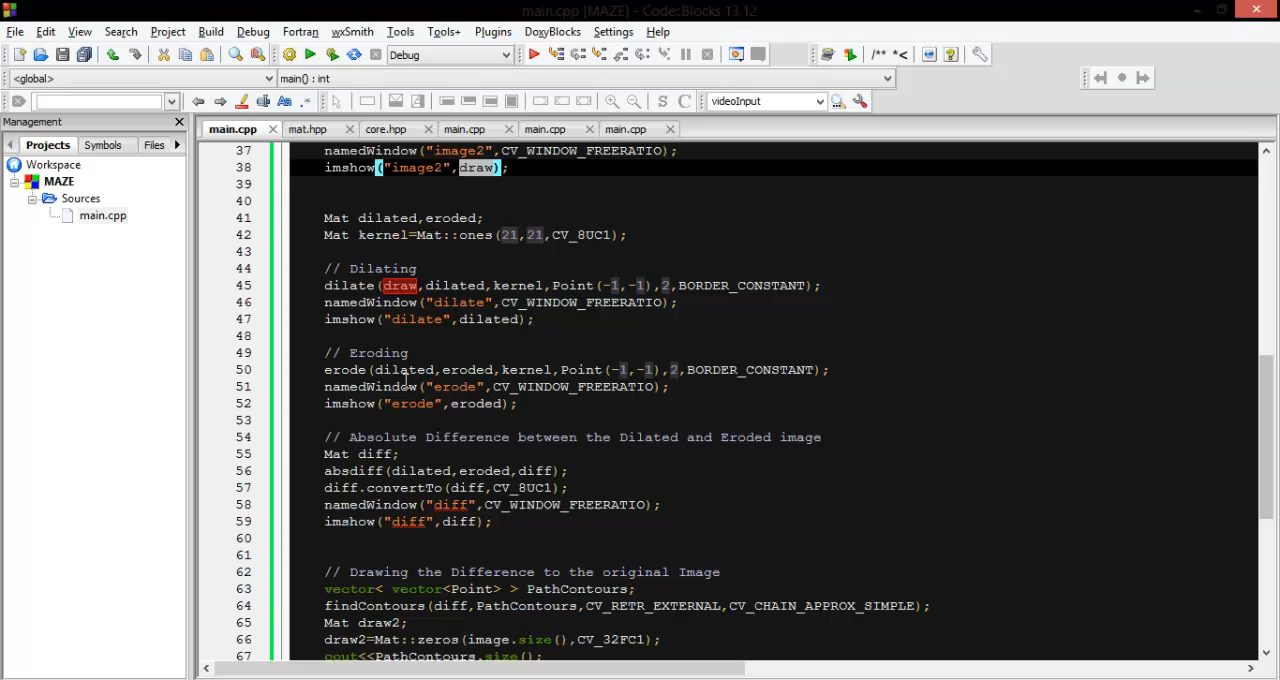 main.cpp [MAZE] - Code::Blocks 13.12
File Edit View Search Project Build Debug Fortran wxSmith Tools Tools+ Plugins DoxyBlocks Settings Help
Debug /** *<
<global> main() : int
Aa .* S C videoInput
Management
Projects Symbols Files
main.cpp mat.hpp core.hpp main.cpp main.cpp main.cpp
Workspace
MAZE
Sources
main.cpp
37 namedWindow("image2",CV_WINDOW_FREERATIO);
38 imshow("image2",draw);
39
40
41 Mat dilated,eroded;
42 Mat kernel=Mat::ones(21,21,CV_8UC1);
43
44 // Dilating
45 dilate(draw,dilated,kernel,Point(-1,-1),2,BORDER_CONSTANT);
46 namedWindow("dilate",CV_WINDOW_FREERATIO);
47 imshow("dilate",dilated);
48
49 // Eroding
50 erode(dilated,eroded,kernel,Point(-1,-1),2,BORDER_CONSTANT);
51 namedWindow("erode",CV_WINDOW_FREERATIO);
52 imshow("erode",eroded);
53
54 // Absolute Difference between the Dilated and Eroded image
55 Mat diff;
56 absdiff(dilated,eroded,diff);
57 diff.convertTo(diff,CV_8UC1);
58 namedWindow("diff",CV_WINDOW_FREERATIO);
59 imshow("diff",diff);
60
61
62 // Drawing the Difference to the original Image
63 vector< vector<Point> > PathContours;
64 findContours(diff,PathContours,CV_RETR_EXTERNAL,CV_CHAIN_APPROX_SIMPLE);
65 Mat draw2;
66 draw2=Mat::zeros(image.size(),CV_32FC1);
67 cout<<PathContours.size();